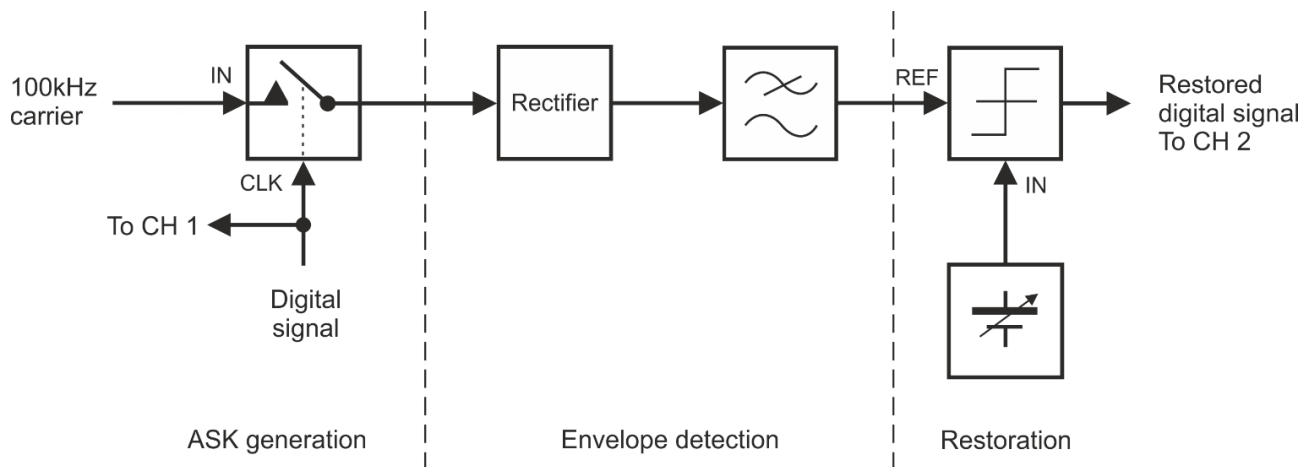 100kHz
carrier
IN
CLK
To CH 1
Digital
signal
Rectifier
REF
IN
Restored
digital signal
To CH 2
ASK generation
Envelope detection
Restoration